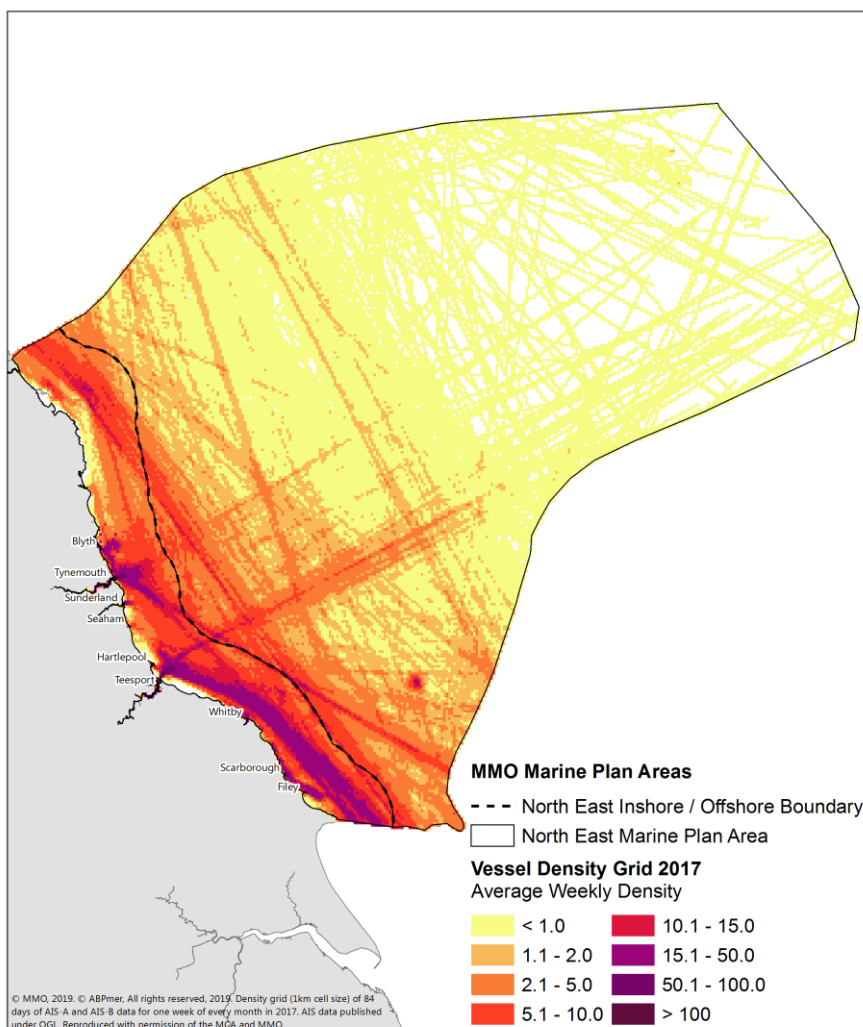 Blyth
Tynemouth
Sunderland
Seaham
Hartlepool
Teesport
Whitby
Scarborough
Filey
MMO Marine Plan Areas
North East Inshore / Offshore Boundary
North East Marine Plan Area
Vessel Density Grid 2017
Average Weekly Density
< 1.0 10.1 - 15.0
1.1 - 2.0 15.1 - 50.0
2.1 - 5.0 50.1 - 100.0
5.1 - 10.0 > 100
© MMO, 2019. © ABPmer, All rights reserved, 2019. Density grid (1km cell size) of 84
days of AIS-A and AIS-B data for one week of every month in 2017. AIS data published
under OGL. Reproduced with permission of the MCA and MMO.